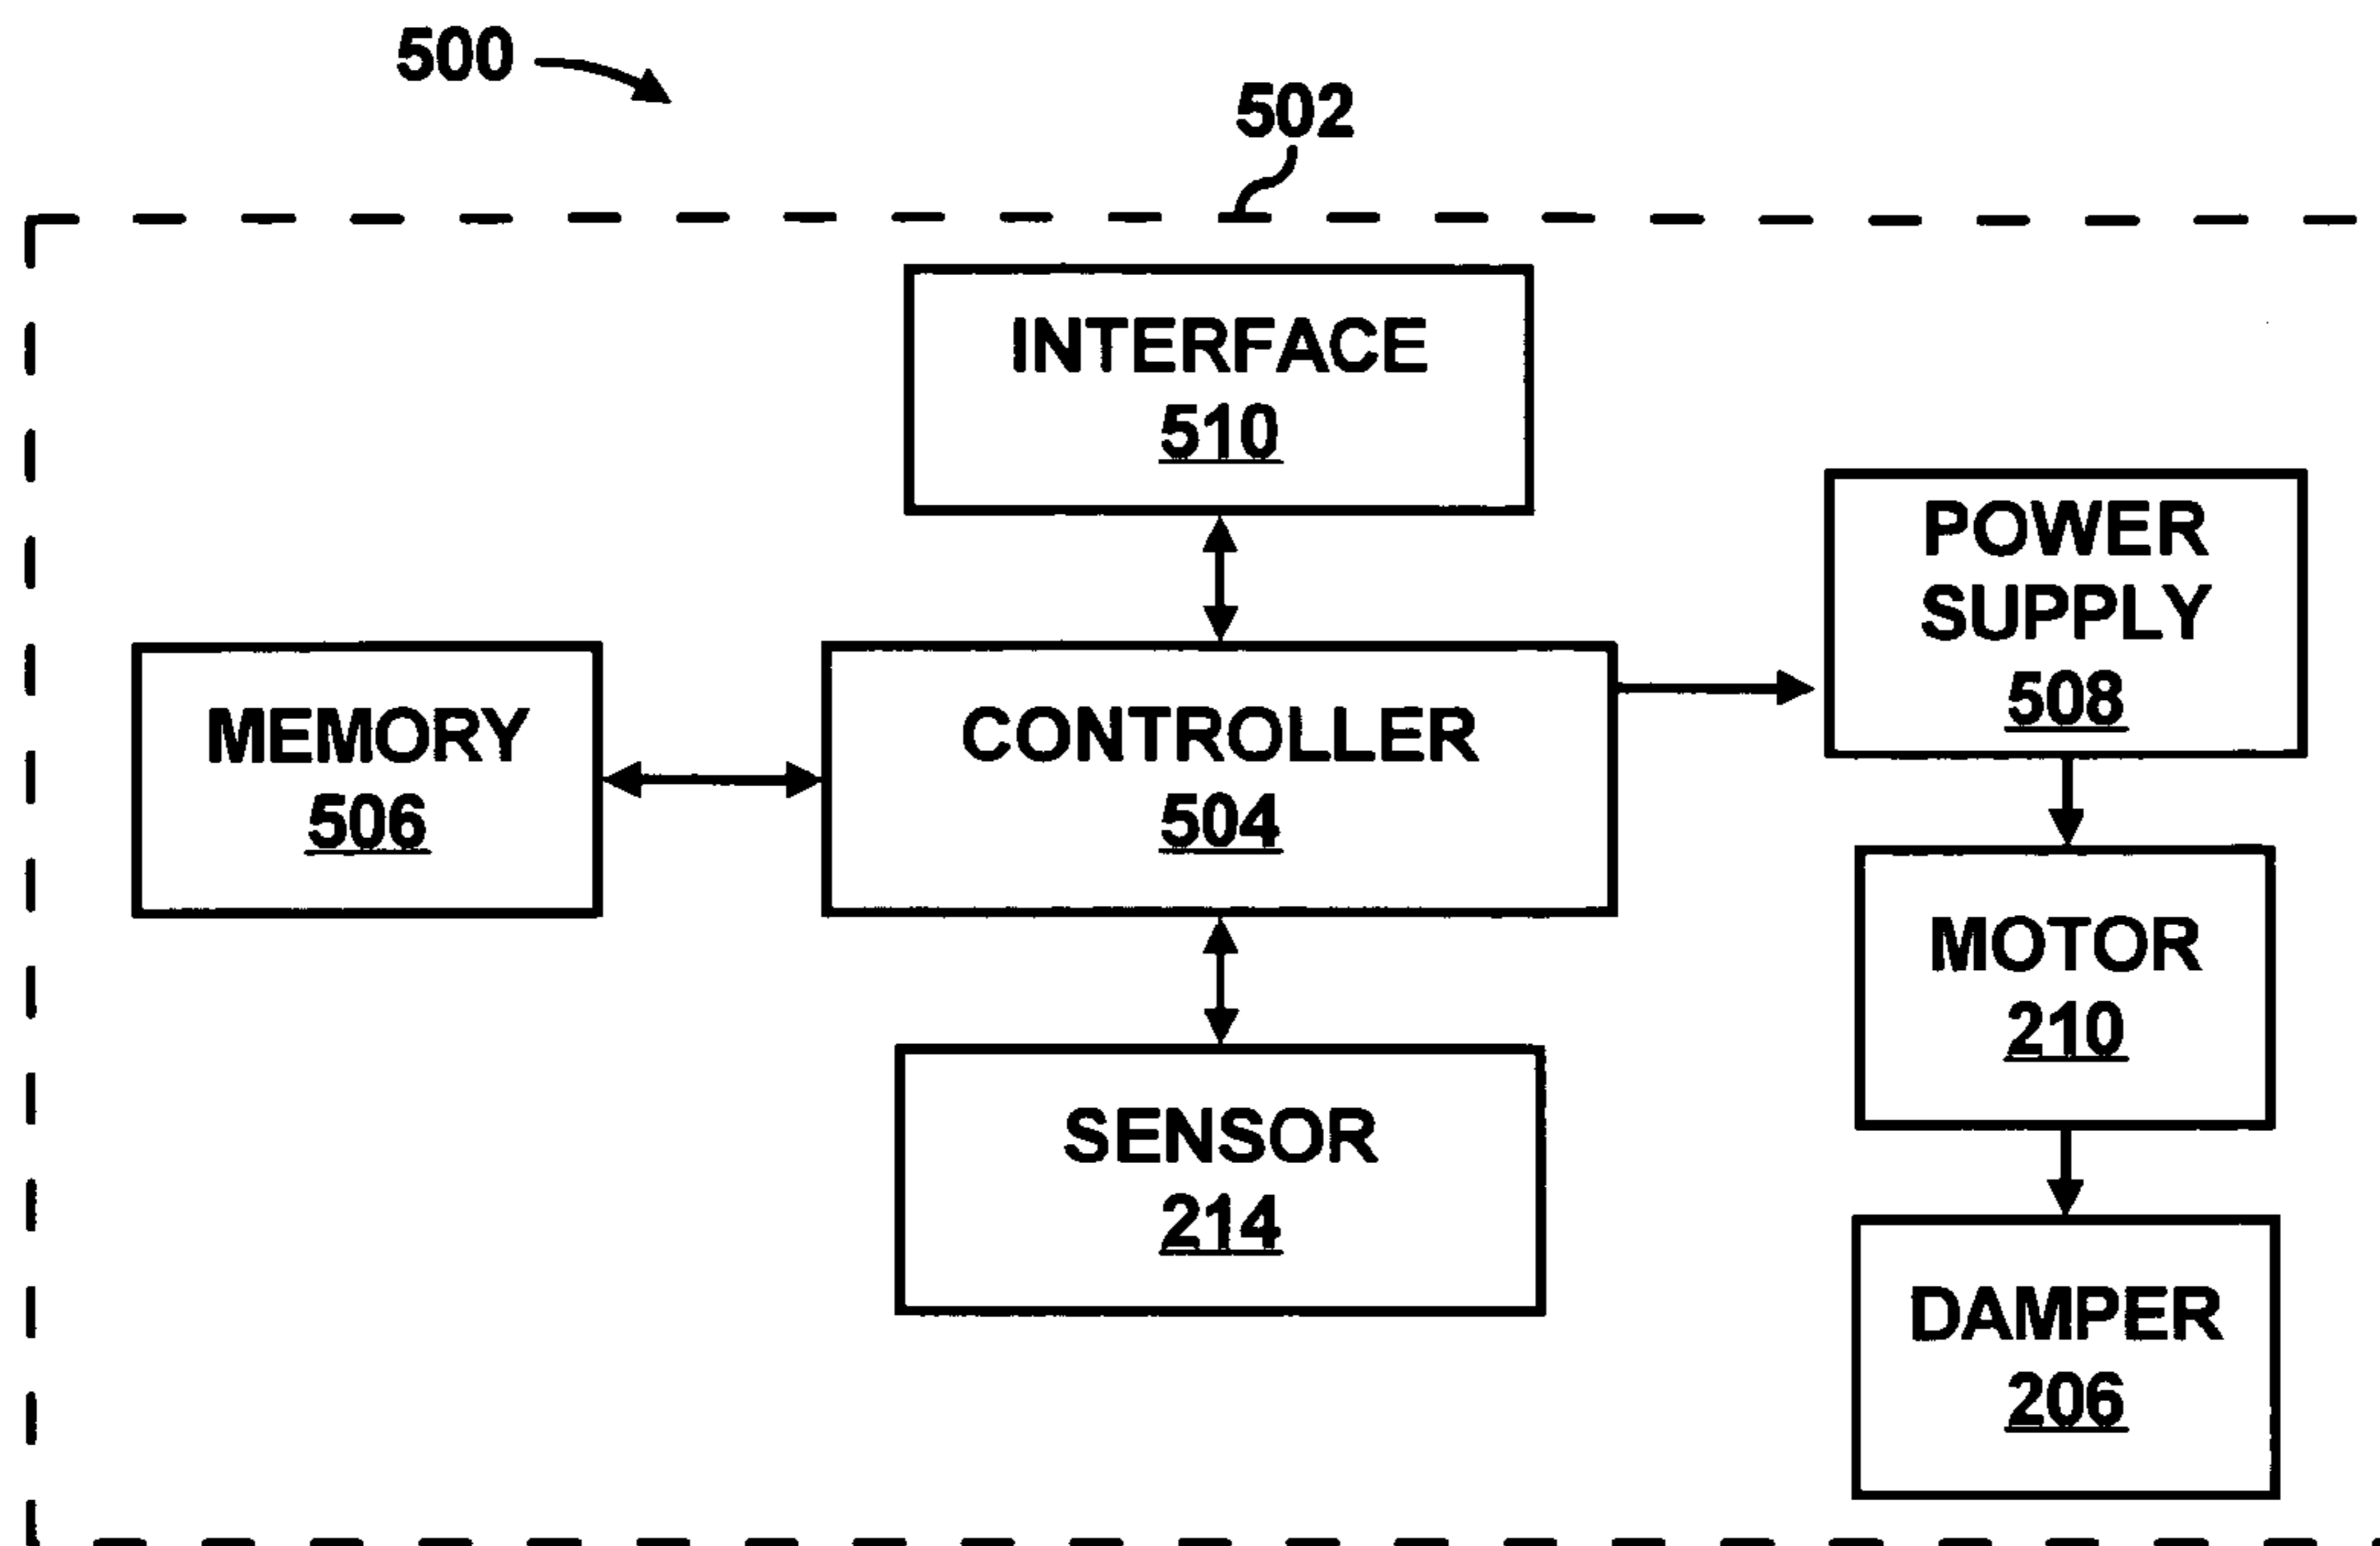 500
502
INTERFACE
510
POWER
SUPPLY
508
MEMORY
506
CONTROLLER
504
MOTOR
210
SENSOR
214
DAMPER
206